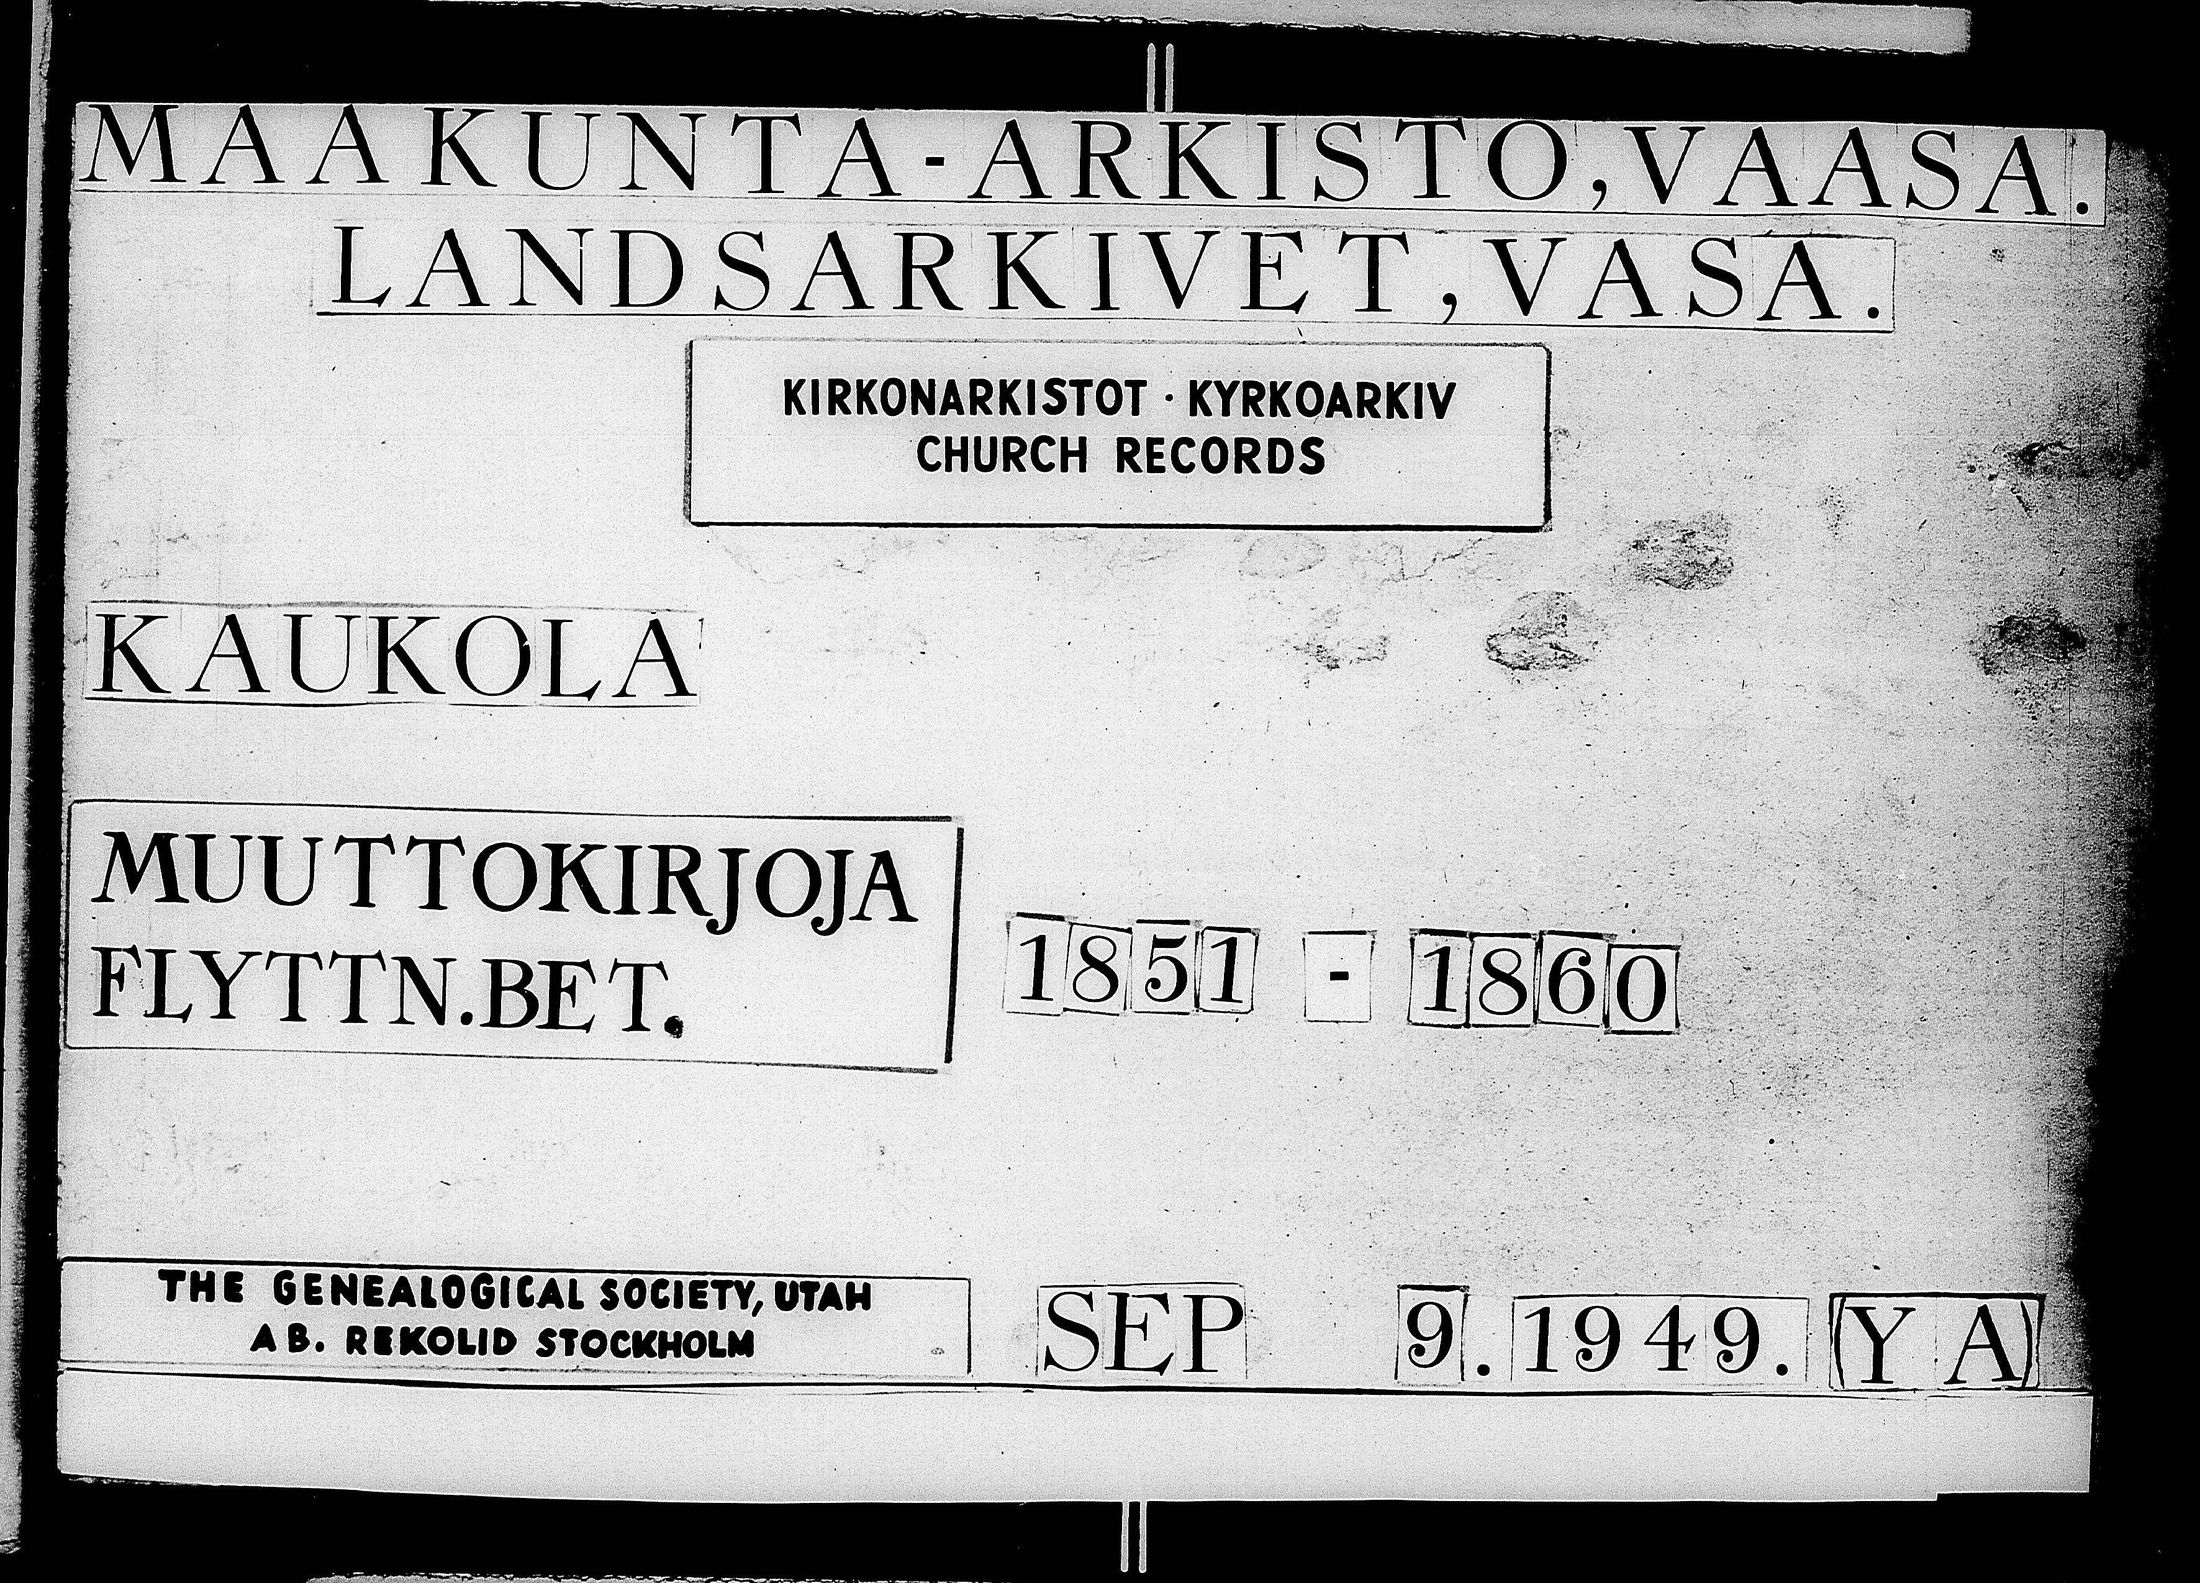 MAAKUNTA-ARKISTO, VAASA.
LANDSARKIVET, VASA.
KIRKONARKISTOT · KYRKOARKIV
CHURCH RECORDS
KAUKOLA
MUUTTOKIRJOJA
FLYTTN.BET.
1851 - 1860
THE GENEALOGICAL SOCIETY, UTAH
AB. REKOLID STOCKHOLM
SEP 9. 1949. (YA)